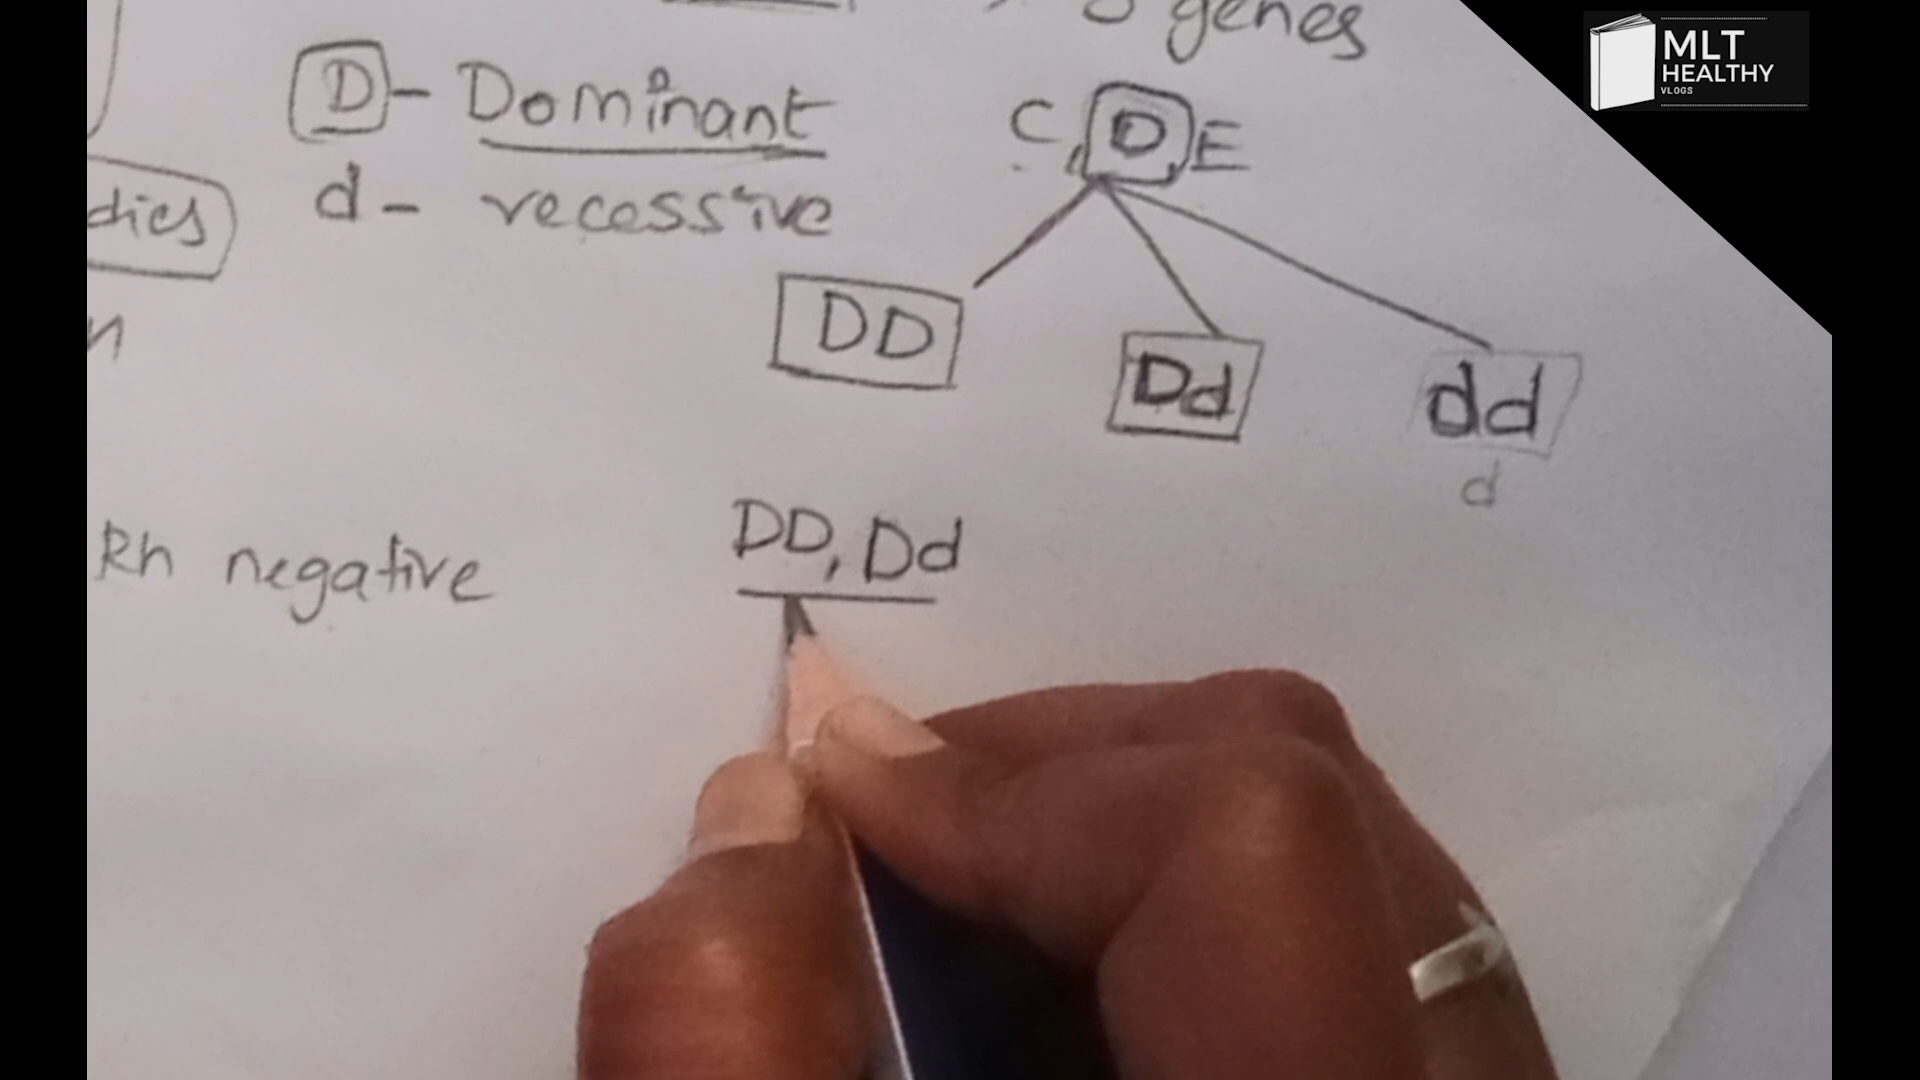 genes
D - Dominant
C, D E
d - recessive
dies
DD
Dd
dd
d
n
DD, Dd
Rh negative
MLT
HEALTHY
VLOGS